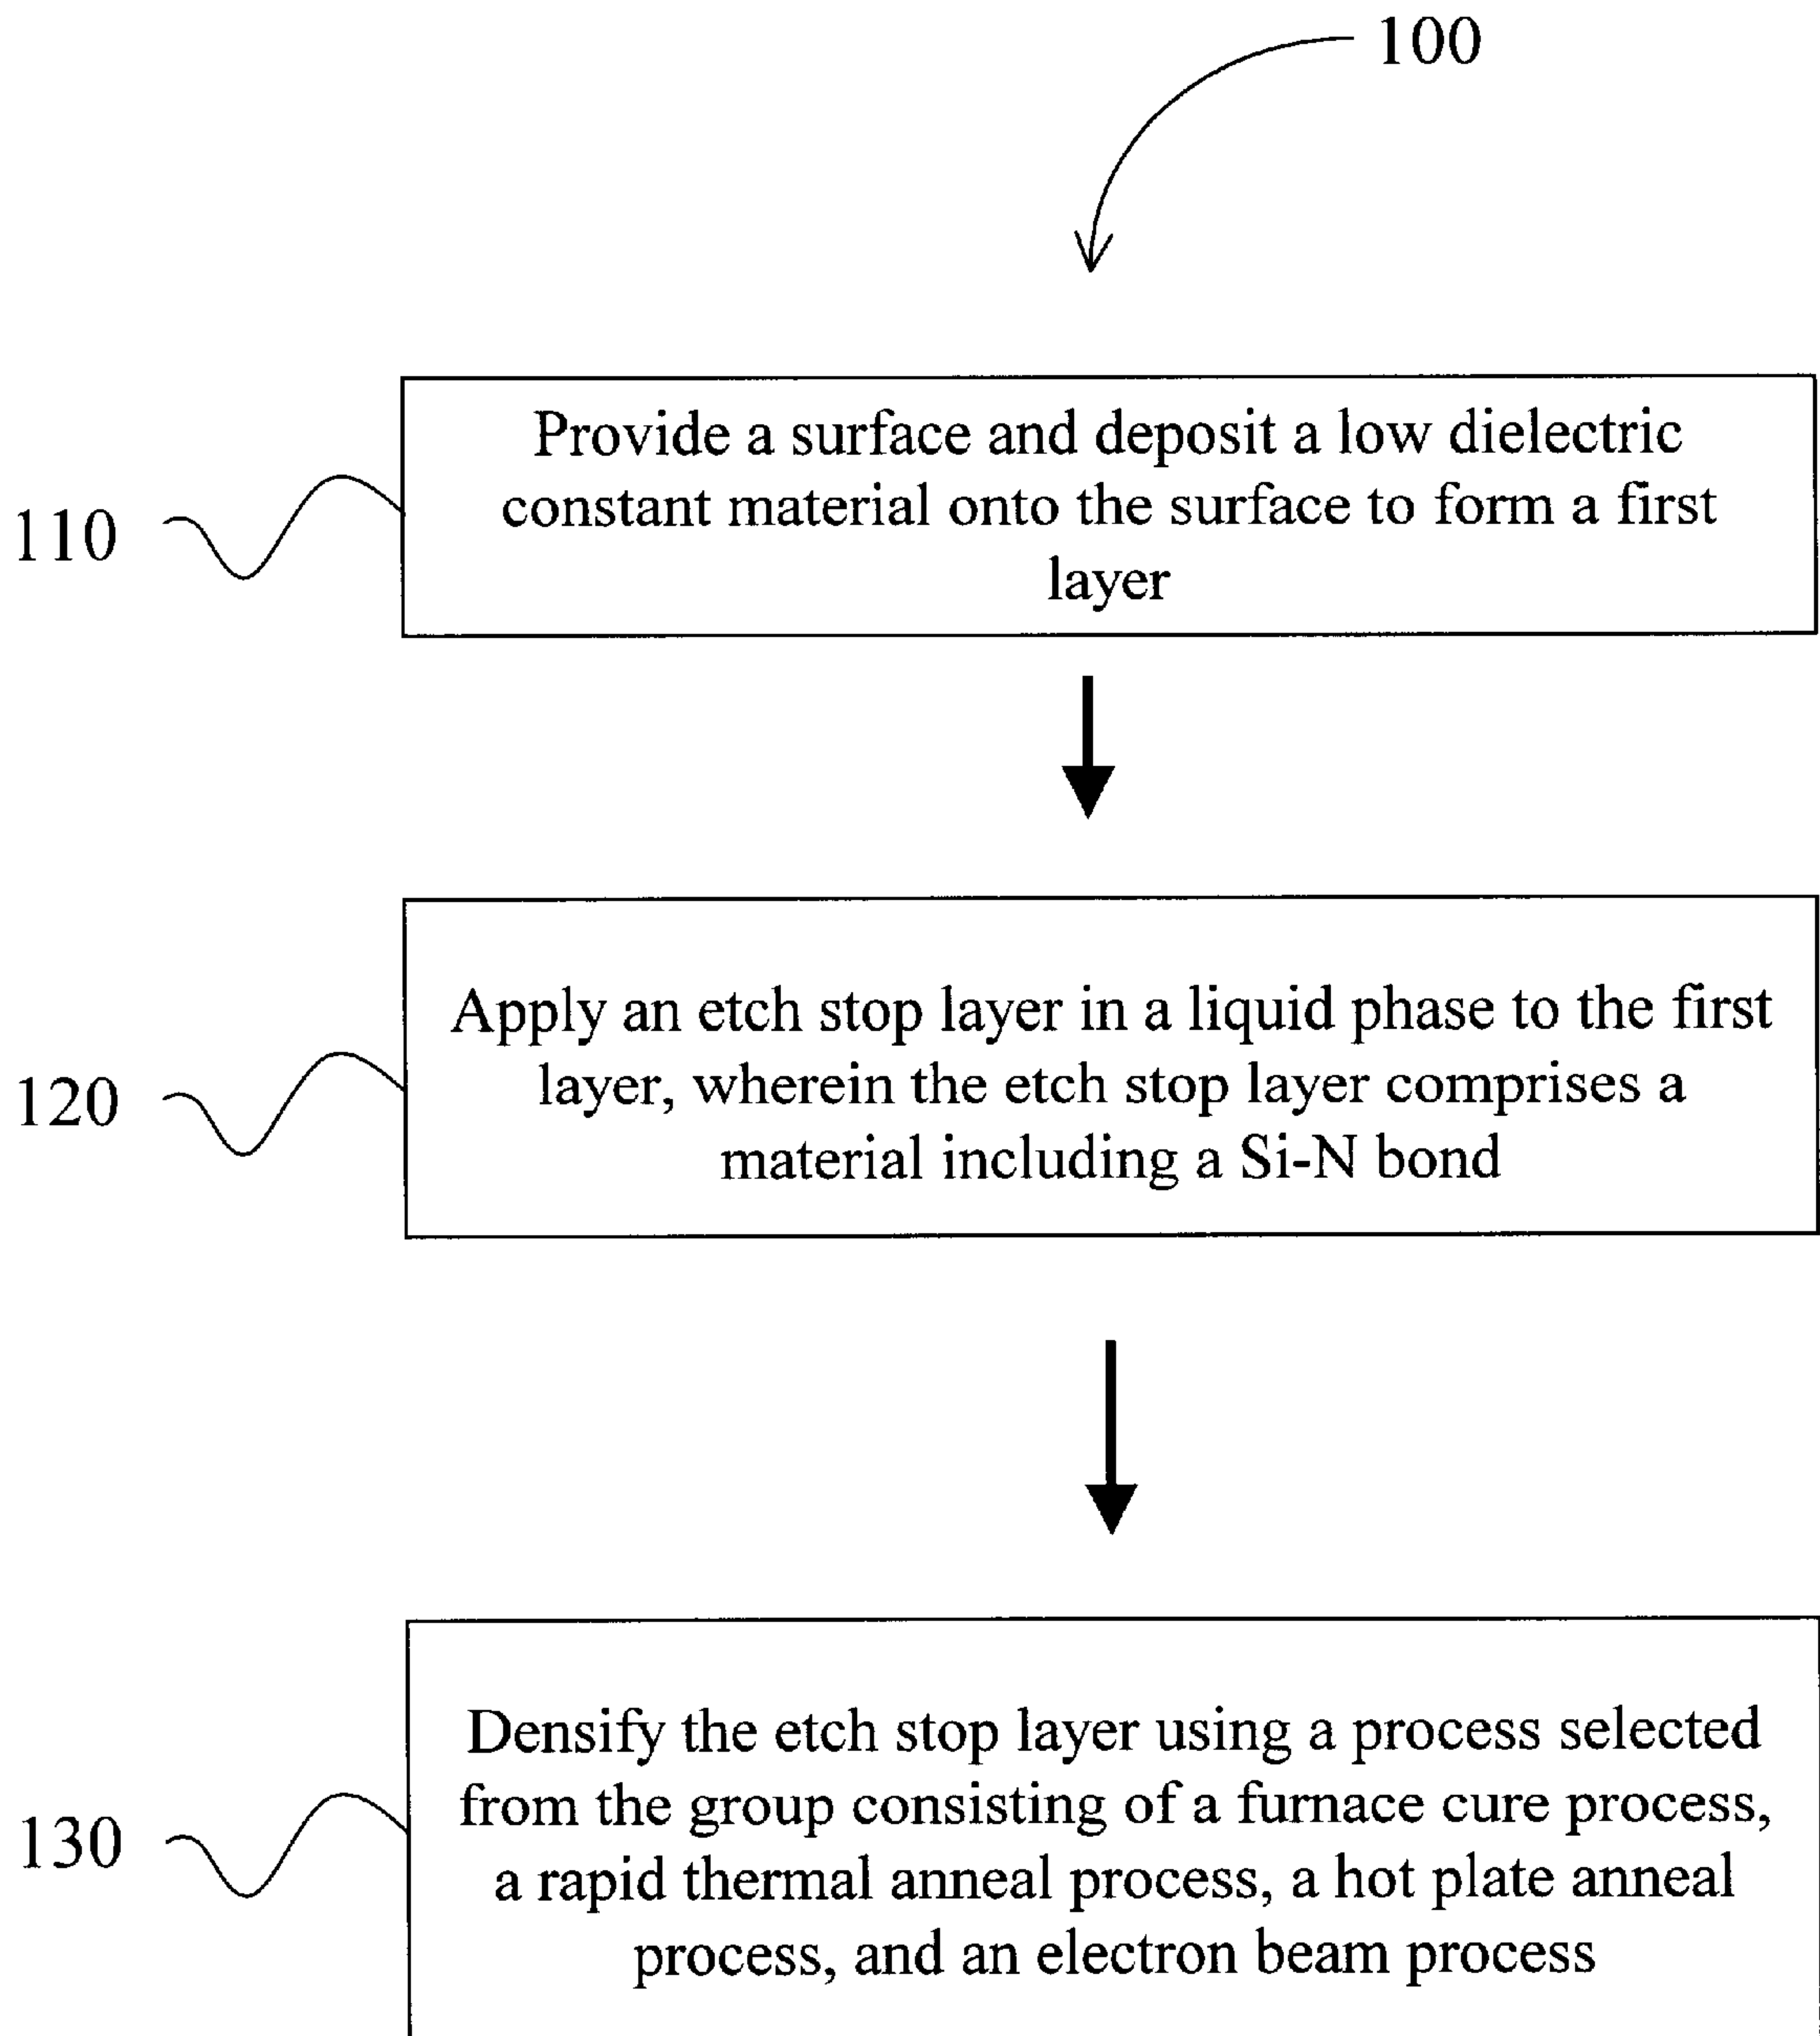 100
Provide a surface and deposit a low dielectric
constant material onto the surface to form a first
layer
110
Apply an etch stop layer in a liquid phase to the first
layer, wherein the etch stop layer comprises a
material including a Si-N bond
120
Densify the etch stop layer using a process selected
from the group consisting of a furnace cure process,
a rapid thermal anneal process, a hot plate anneal
process, and an electron beam process
130